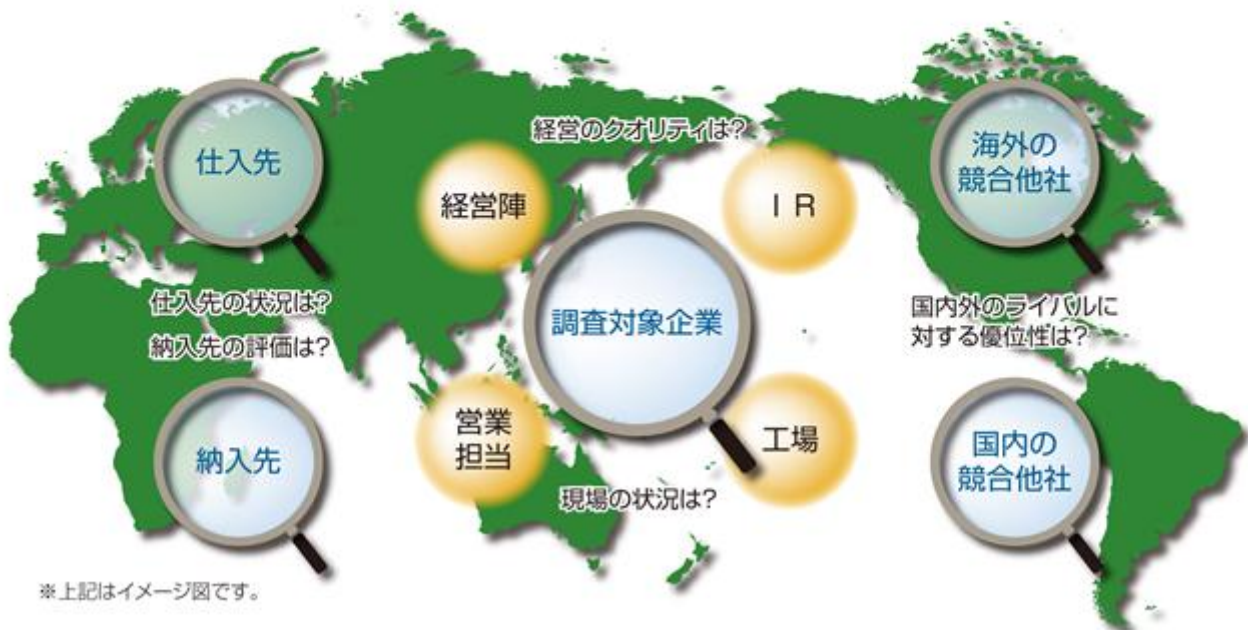 経営のクオリティは?
仕入先
経営陣
IR
海外の
競合他社
仕入先の状況は?
納入先の評価は?
調査対象企業
国内外のライバルに
対する優位性は?
納入先
営業
担当
工場
国内の
競合他社
現場の状況は?
※上記はイメージ図です。